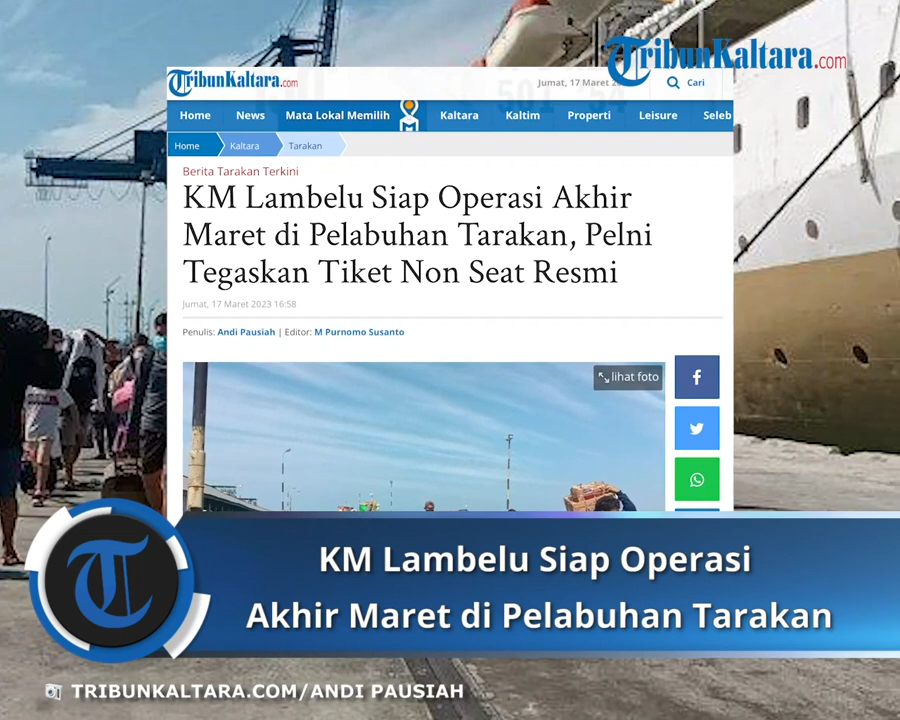 TribunKaltara.com
TribunKaltara.com
Jumat, 17 Maret
Cari
Home News Mata Lokal Memilih Kaltara Kaltim Properti Leisure Seleb
Home Kaltara Tarakan
Berita Tarakan Terkini
KM Lambelu Siap Operasi Akhir
Maret di Pelabuhan Tarakan, Pelni
Tegaskan Tiket Non Seat Resmi
Jumat, 17 Maret 2023 16:58
Penulis: Andi Pausiah | Editor: M Purnomo Susanto
lihat foto
KM Lambelu Siap Operasi
Akhir Maret di Pelabuhan Tarakan
TRIBUNKALTARA.COM/ANDI PAUSIAH